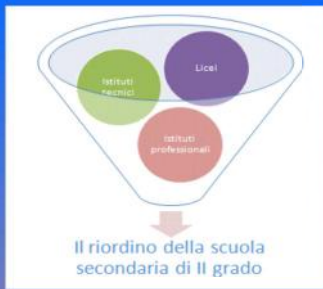 Istituti
tecnici
Licei
Istituti
professionali
Il riordino della scuola
secondaria di II grado